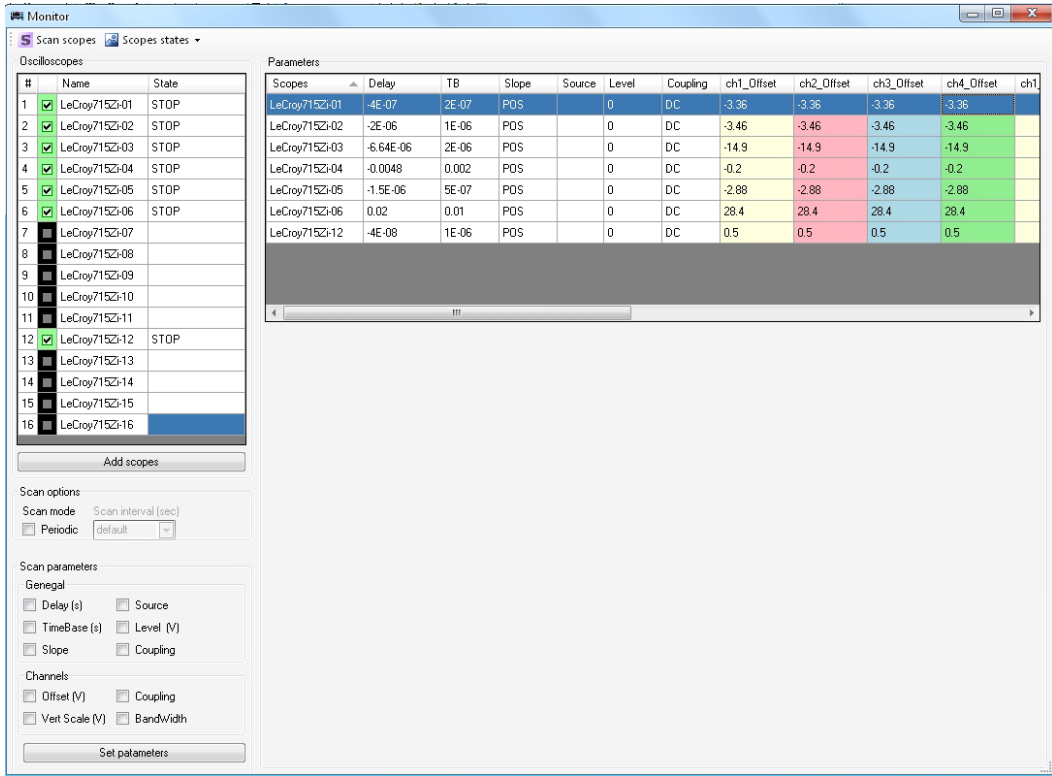 Monitor
Scan scopes Scopes states
Oscilloscopes
# Name State
1 LeCroy715Zi-01 STOP
2 LeCroy715Zi-02 STOP
3 LeCroy715Zi-03 STOP
4 LeCroy715Zi-04 STOP
5 LeCroy715Zi-05 STOP
6 LeCroy715Zi-06 STOP
7 LeCroy715Zi-07
8 LeCroy715Zi-08
9 LeCroy715Zi-09
10 LeCroy715Zi-10
11 LeCroy715Zi-11
12 LeCroy715Zi-12 STOP
13 LeCroy715Zi-13
14 LeCroy715Zi-14
15 LeCroy715Zi-15
16 LeCroy715Zi-16
Add scopes
Scan options
Scan mode Scan interval (sec)
Periodic default
Scan parameters
Genegal
Delay (s) Source
TimeBase (s) Level (V)
Slope Coupling
Channels
Offset (V) Coupling
Vert Scale (V) BandWidth
Set patameters
Parameters
Scopes Delay TB Slope Source Level Coupling ch1_Offset ch2_Offset ch3_Offset ch4_Offset ch1_
LeCroy715Zi-01 -4E-07 2E-07 POS 0 DC -3.36 -3.36 -3.36 -3.36
LeCroy715Zi-02 -2E-06 1E-06 POS 0 DC -3.46 -3.46 -3.46 -3.46
LeCroy715Zi-03 -6.64E-06 2E-06 POS 0 DC -14.9 -14.9 -14.9 -14.9
LeCroy715Zi-04 -0.0048 0.002 POS 0 DC -0.2 -0.2 -0.2 -0.2
LeCroy715Zi-05 -1.5E-06 5E-07 POS 0 DC -2.88 -2.88 -2.88 -2.88
LeCroy715Zi-06 0.02 0.01 POS 0 DC 28.4 28.4 28.4 28.4
LeCroy715Zi-12 -4E-08 1E-06 POS 0 DC 0.5 0.5 0.5 0.5